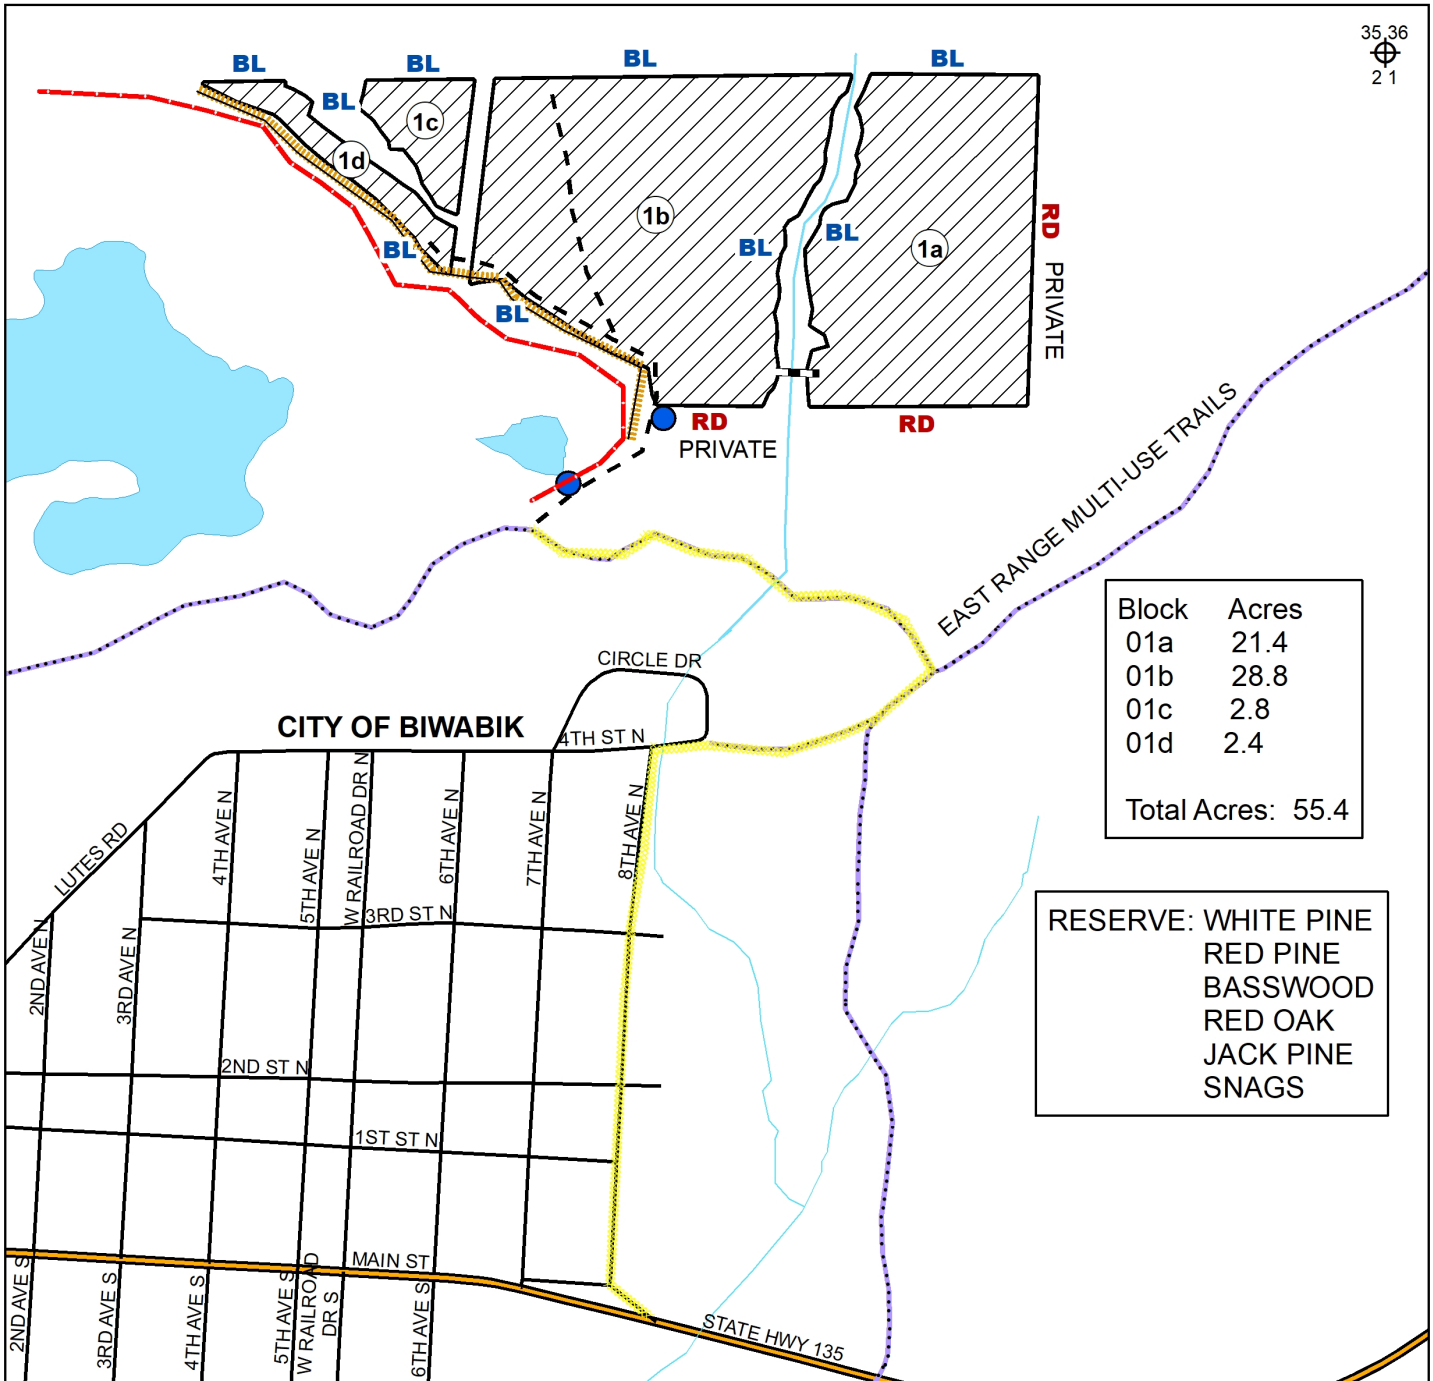 35 36
2 1
BL
BL
BL
BL
BL
1c
1d
1b
1a
BL
BL
BL
BL
RD
PRIVATE
RD
PRIVATE
RD
EAST RANGE MULTI-USE TRAILS
Block Acres
01a 21.4
01b 28.8
01c 2.8
01d 2.4
Total Acres: 55.4
RESERVE: WHITE PINE
RED PINE
BASSWOOD
RED OAK
JACK PINE
SNAGS
CIRCLE DR
CITY OF BIWABIK
4TH ST N
LUTES RD
2ND AVE N
3RD AVE N
4TH AVE N
5TH AVE N
W RAILROAD DR N
6TH AVE N
7TH AVE N
8TH AVE N
3RD ST N
2ND ST N
1ST ST N
MAIN ST
2ND AVE S
3RD AVE S
4TH AVE S
5TH AVE S
W RAILROAD
DR S
6TH AVE S
STATE HWY 135